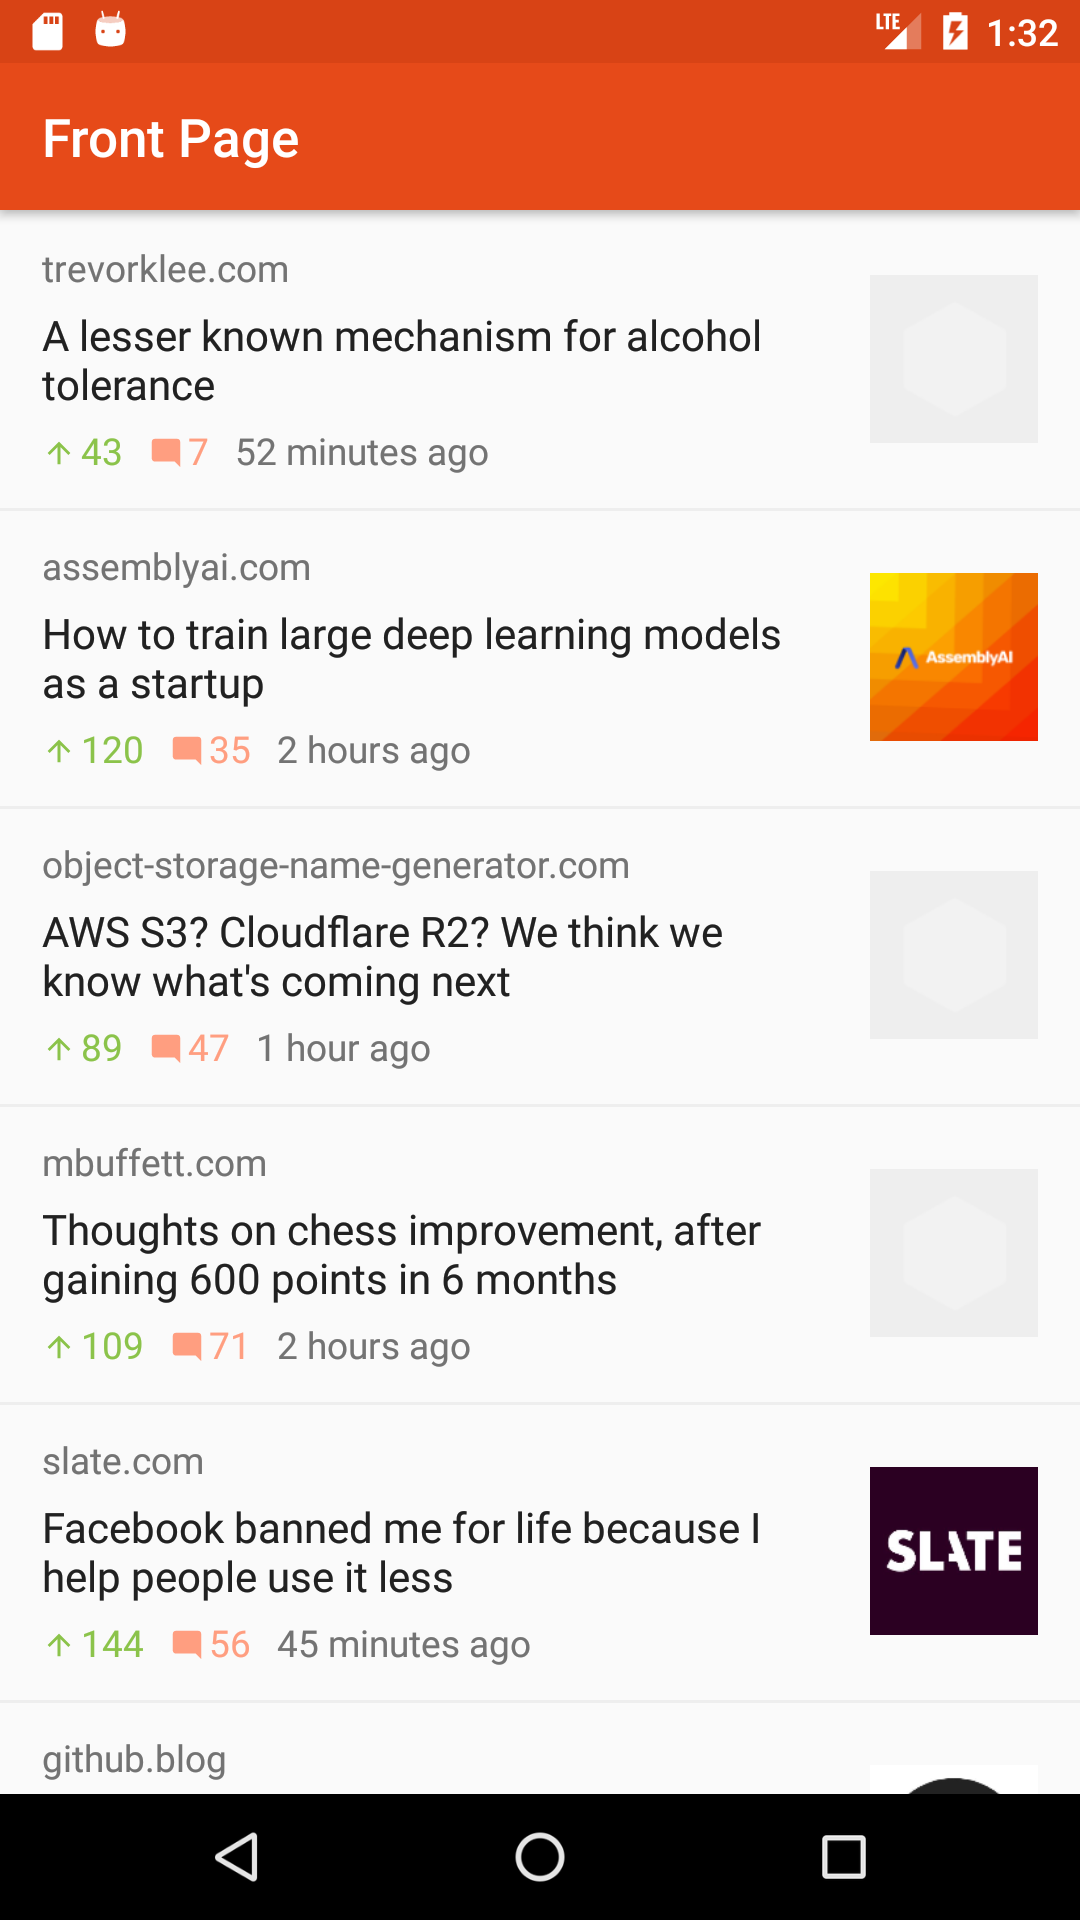 LTE 1:32
Front Page
trevorklee.com
A lesser known mechanism for alcohol
tolerance
43 7 52 minutes ago
assemblyai.com
How to train large deep learning models
as a startup
AssemblyAI
120 35 2 hours ago
object-storage-name-generator.com
AWS S3? Cloudflare R2? We think we
know what's coming next
89 47 1 hour ago
mbuffett.com
Thoughts on chess improvement, after
gaining 600 points in 6 months
109 71 2 hours ago
slate.com
Facebook banned me for life because I
help people use it less
SLATE
144 56 45 minutes ago
github.blog